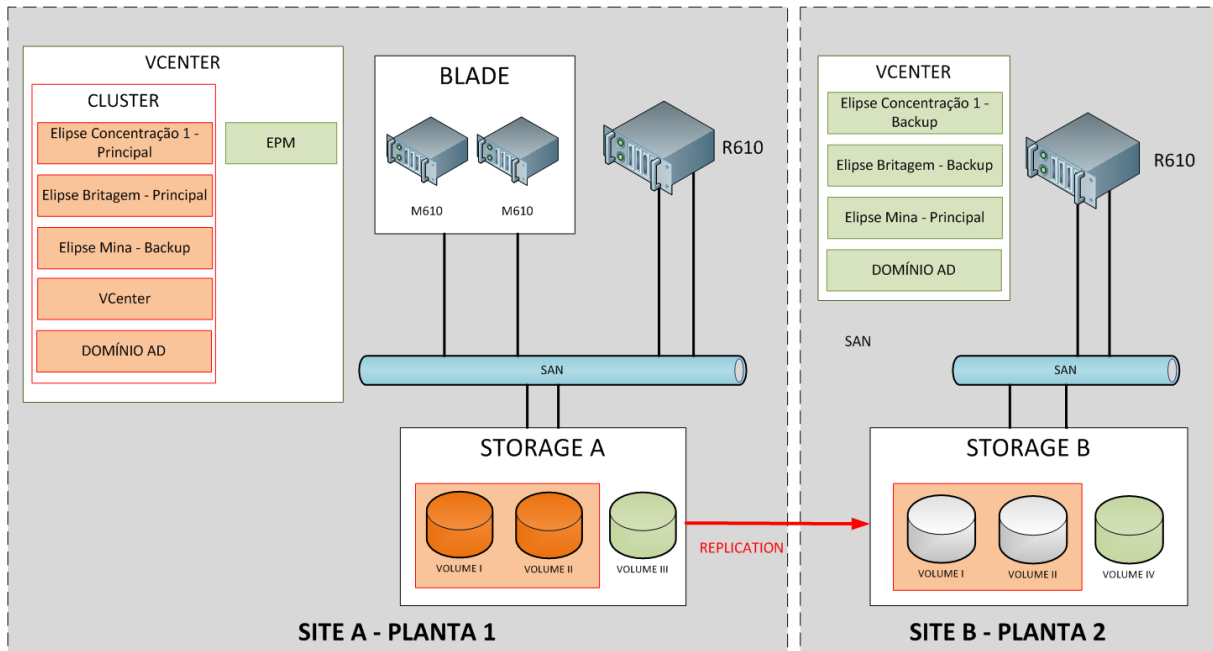 VCENTER
CLUSTER
Elipse Concentração 1 -
Principal
Elipse Britagem - Principal
Elipse Mina - Backup
VCenter
DOMÍNIO AD
EPM
BLADE
M610
M610
R610
SAN
STORAGE A
VOLUME I
VOLUME II
VOLUME III
SITE A - PLANTA 1
REPLICATION
VCENTER
Elipse Concentração 1 -
Backup
Elipse Britagem - Backup
Elipse Mina - Principal
DOMÍNIO AD
R610
SAN
SAN
STORAGE B
VOLUME I
VOLUME II
VOLUME IV
SITE B - PLANTA 2